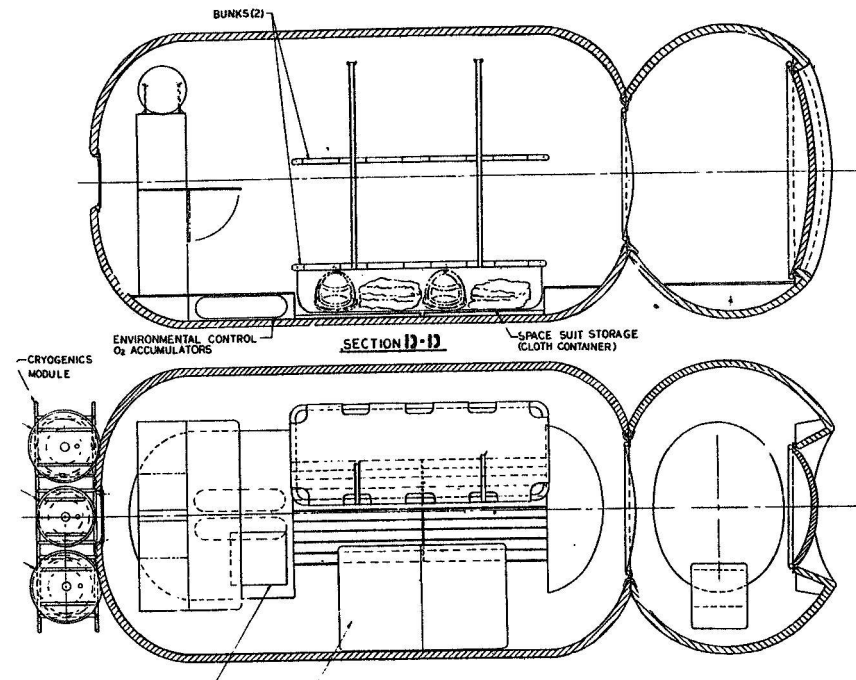 BUNKS(2)
ENVIRONMENTAL CONTROL
O₂ ACCUMULATORS
SECTION D-D
SPACE SUIT STORAGE
(CLOTH CONTAINER)
CRYOGENICS
MODULE